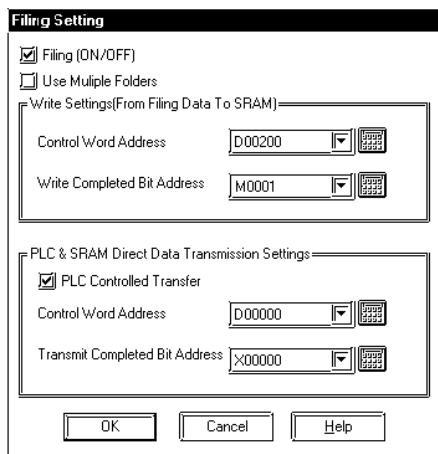 Filing Setting
Filing (ON/OFF)
Use Muliple Folders
Write Settings(From Filing Data To SRAM)
Control Word Address D00200
Write Completed Bit Address M0001
PLC & SRAM Direct Data Transmission Settings
PLC Controlled Transfer
Control Word Address D00000
Transmit Completed Bit Address X00000
OK Cancel Help